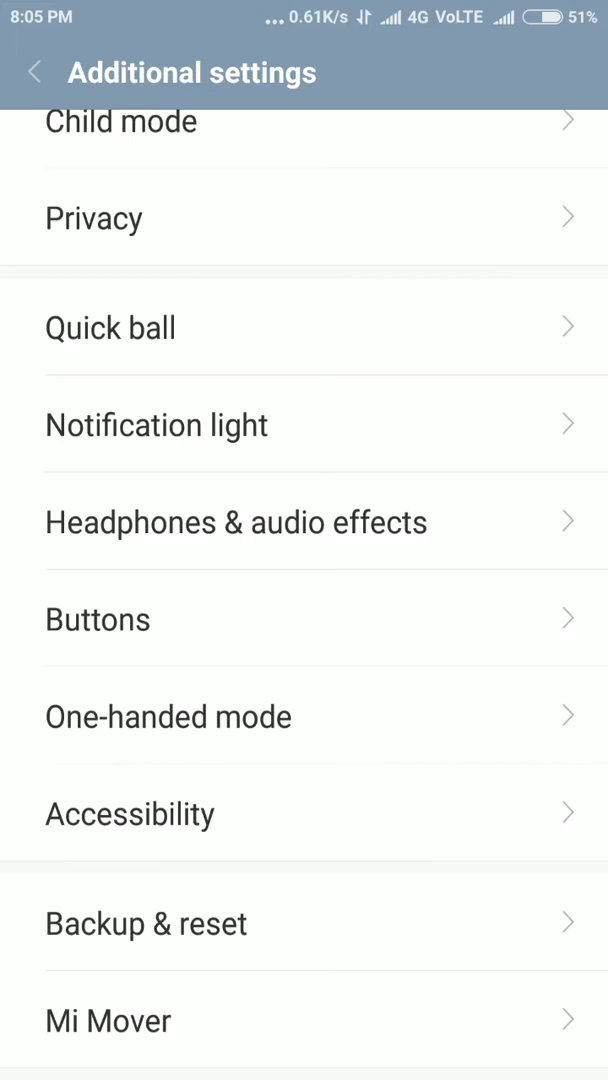 8:05 PM ... 0.61K/s 4G VoLTE 51%
Additional settings
Child mode
Privacy
Quick ball
Notification light
Headphones & audio effects
Buttons
One-handed mode
Accessibility
Backup & reset
Mi Mover